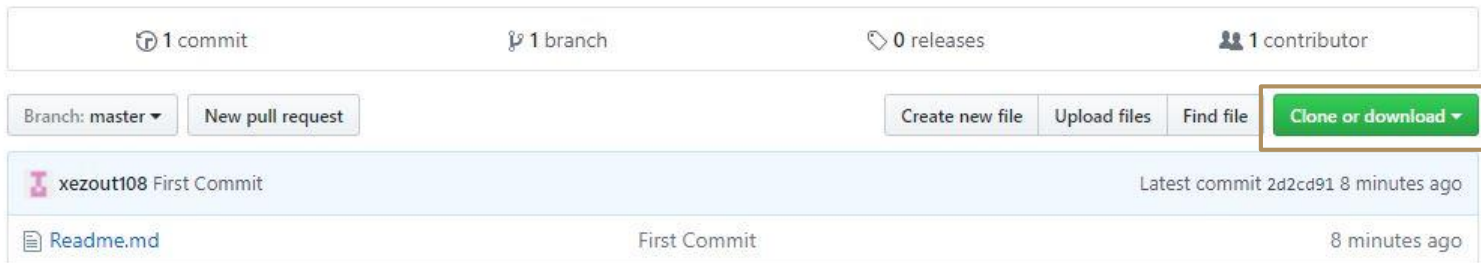 1 commit 1 branch 0 releases 1 contributor
Branch: master New pull request Create new file Upload files Find file Clone or download
xezout108 First Commit Latest commit 2d2cd91 8 minutes ago
Readme.md First Commit 8 minutes ago